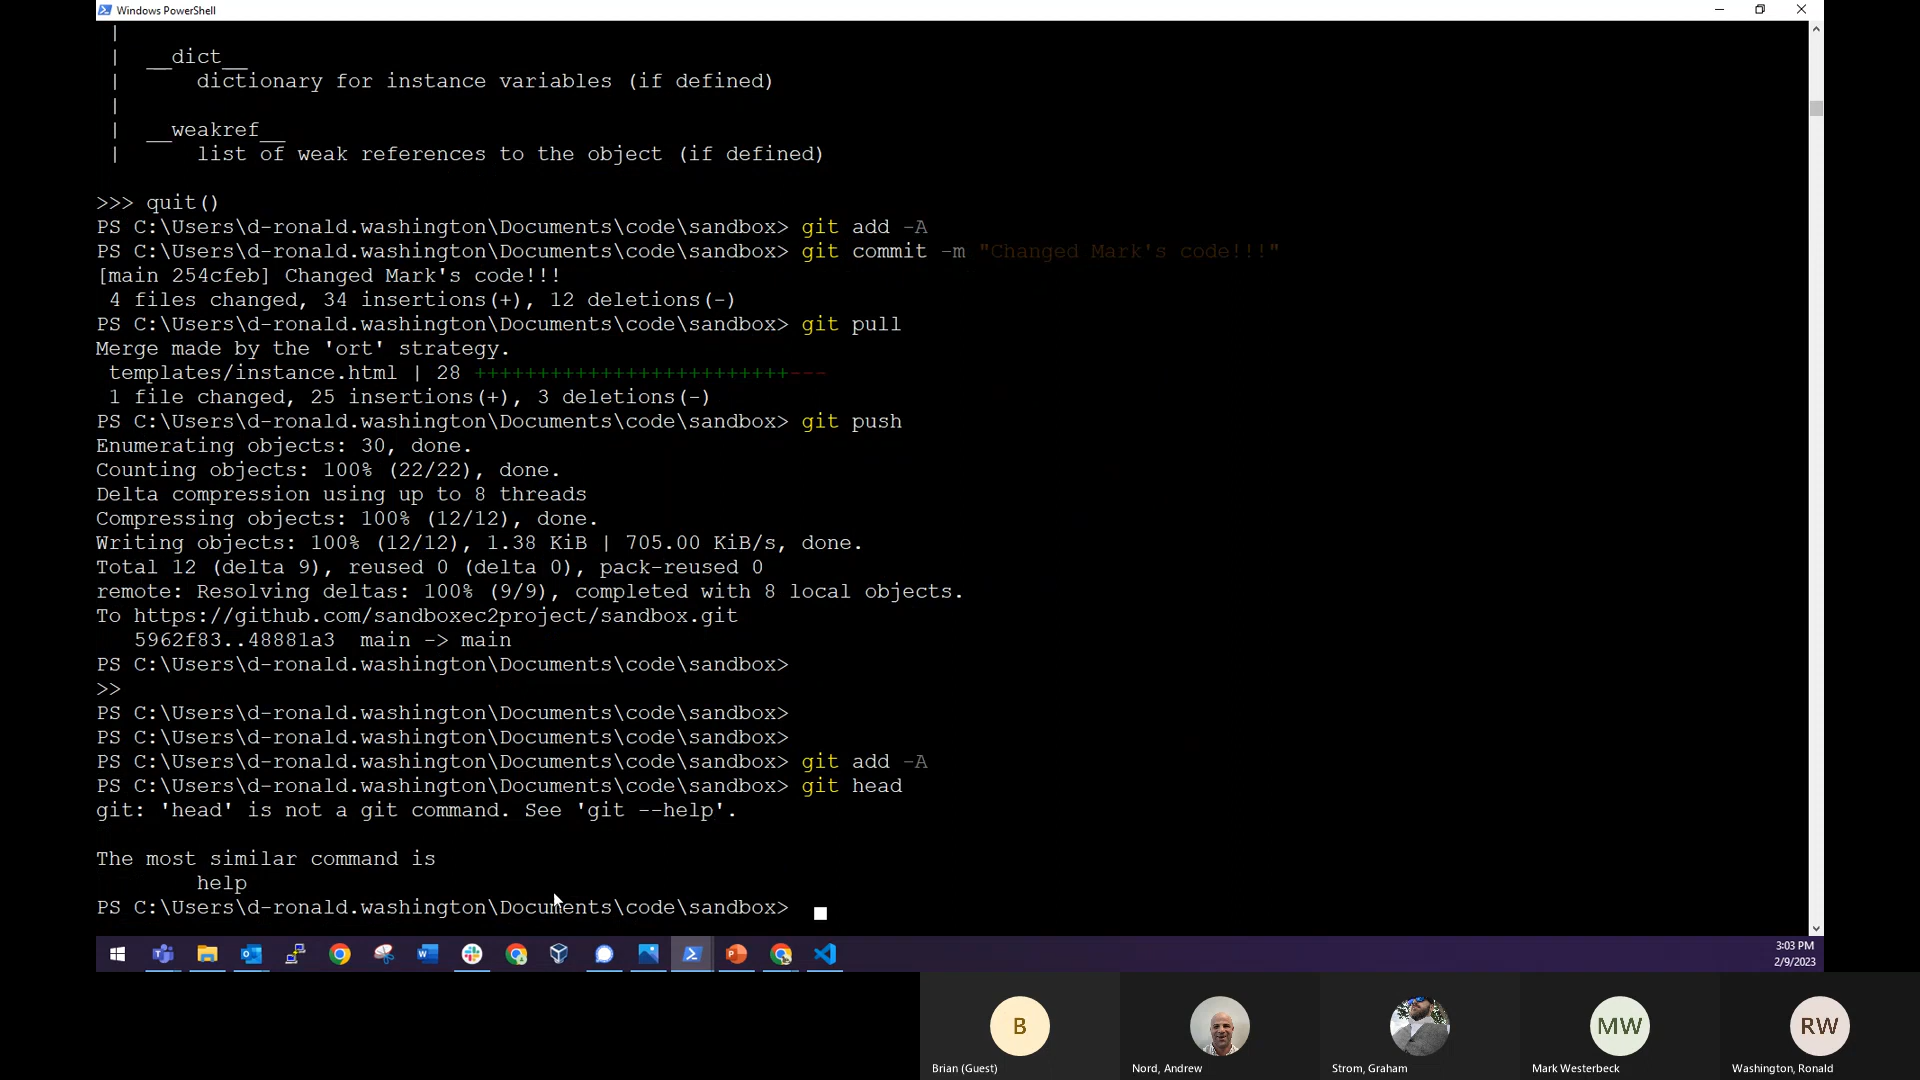 Windows PowerShell
|
| __dict__
| dictionary for instance variables (if defined)
|
| __weakref__
| list of weak references to the object (if defined)
>>> quit()
PS C:\Users\d-ronald.washington\Documents\code\sandbox> git add -A
PS C:\Users\d-ronald.washington\Documents\code\sandbox> git commit -m "Changed Mark's code!!!"
[main 254cfeb] Changed Mark's code!!!
4 files changed, 34 insertions(+), 12 deletions(-)
PS C:\Users\d-ronald.washington\Documents\code\sandbox> git pull
Merge made by the 'ort' strategy.
templates/instance.html | 28 +++++++++++++++++++++++++---
1 file changed, 25 insertions(+), 3 deletions(-)
PS C:\Users\d-ronald.washington\Documents\code\sandbox> git push
Enumerating objects: 30, done.
Counting objects: 100% (22/22), done.
Delta compression using up to 8 threads
Compressing objects: 100% (12/12), done.
Writing objects: 100% (12/12), 1.38 KiB | 705.00 KiB/s, done.
Total 12 (delta 9), reused 0 (delta 0), pack-reused 0
remote: Resolving deltas: 100% (9/9), completed with 8 local objects.
To https://github.com/sandboxec2project/sandbox.git
5962f83..48881a3 main -> main
PS C:\Users\d-ronald.washington\Documents\code\sandbox>
>>
PS C:\Users\d-ronald.washington\Documents\code\sandbox>
PS C:\Users\d-ronald.washington\Documents\code\sandbox>
PS C:\Users\d-ronald.washington\Documents\code\sandbox> git add -A
PS C:\Users\d-ronald.washington\Documents\code\sandbox> git head
git: 'head' is not a git command. See 'git --help'.
The most similar command is
help
PS C:\Users\d-ronald.washington\Documents\code\sandbox>
3:03 PM
2/9/2023
B
MW
RW
Brian (Guest)
Nord, Andrew
Strom, Graham
Mark Westerbeck
Washington, Ronald